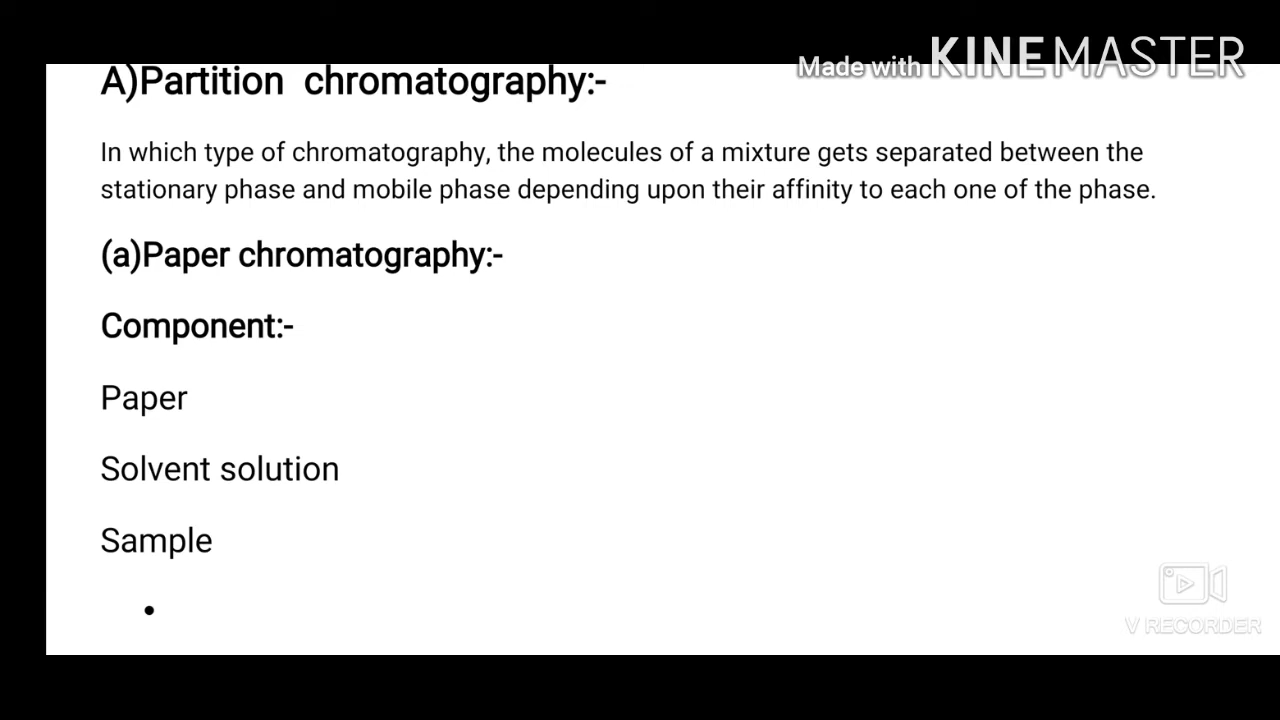 Made with KINEMASTER
A)Partition chromatography:-
In which type of chromatography, the molecules of a mixture gets separated between the
stationary phase and mobile phase depending upon their affinity to each one of the phase.
(a)Paper chromatography:-
Component:-
Paper
Solvent solution
Sample
•
V RECORDER